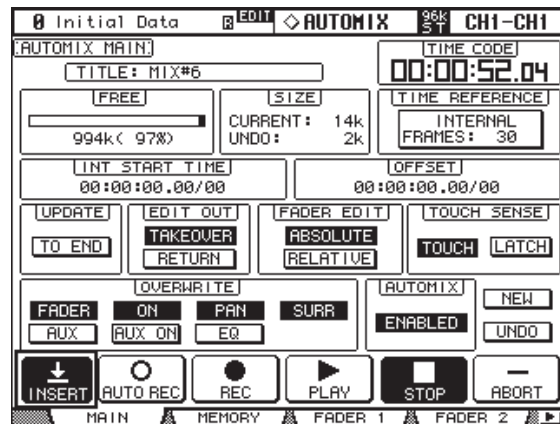 0 Initial Data R EDIT ◇AUTOMIX 96k ST CH1-CH1
AUTOMIX MAIN
TIME CODE
TITLE: MIX#6
00:00:52.04
FREE
SIZE
TIME REFERENCE
994k( 97%)
CURRENT: 14k
UNDO: 2k
INTERNAL
FRAMES: 30
INT START TIME
OFFSET
00:00:00.00/00
00:00:00.00/00
UPDATE
EDIT OUT
FADER EDIT
TOUCH SENSE
TO END
TAKEOVER
RETURN
ABSOLUTE
RELATIVE
TOUCH LATCH
OVERWRITE
AUTOMIX
FADER ON PAN SURR
AUX AUX ON EQ
ENABLED
NEW
UNDO
INSERT AUTO REC REC PLAY STOP ABORT
MAIN MEMORY FADER 1 FADER 2